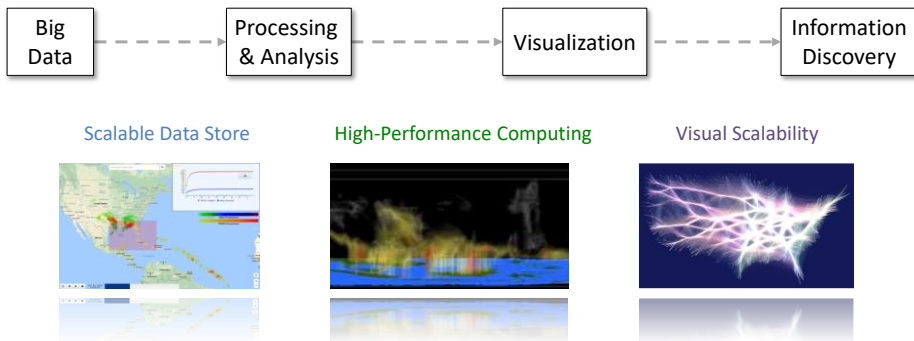 Big
Data
Processing
& Analysis
Visualization
Information
Discovery
Scalable Data Store
High-Performance Computing
Visual Scalability